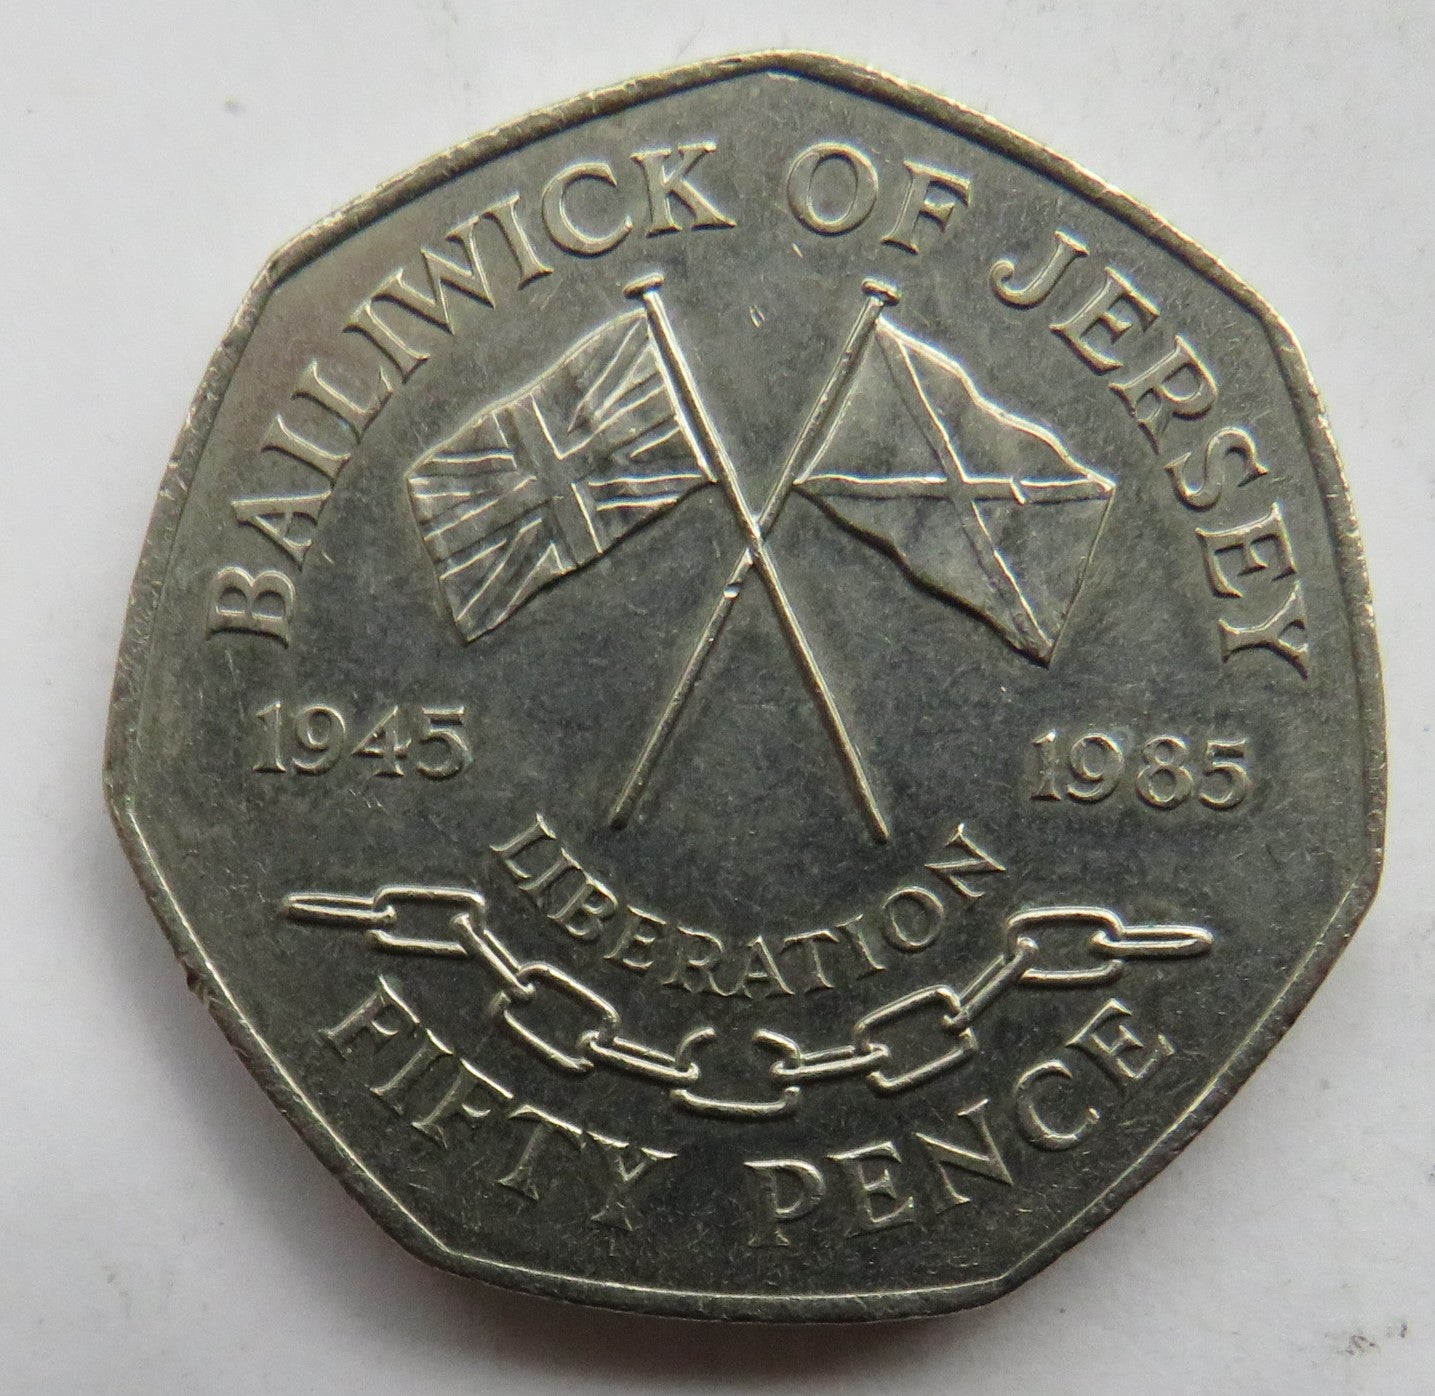 BAILIWICK OF JERSEY
1945 1985
LIBERATION
FIFTY PENCE